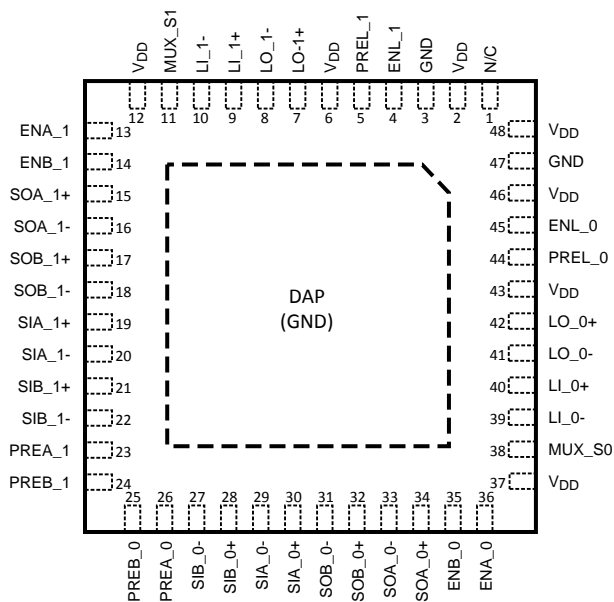 VDD
MUX_S1
LI_1-
LI_1+
LO_1-
LO-1+
VDD
PREL_1
ENL_1
GND
VDD
N/C
12
11
10
9
8
7
6
5
4
3
2
1
ENA_1 13
ENB_1 14
SOA_1+ 15
SOA_1- 16
SOB_1+ 17
SOB_1- 18
SIA_1+ 19
SIA_1- 20
SIB_1+ 21
SIB_1- 22
PREA_1 23
PREB_1 24
DAP
(GND)
48 VDD
47 GND
46 VDD
45 ENL_0
44 PREL_0
43 VDD
42 LO_0+
41 LO_0-
40 LI_0+
39 LI_0-
38 MUX_S0
37 VDD
25
26
27
28
29
30
31
32
33
34
35
36
PREB_0
PREA_0
SIB_0-
SIB_0+
SIA_0-
SIA_0+
SOB_0-
SOB_0+
SOA_0-
SOA_0+
ENB_0
ENA_0